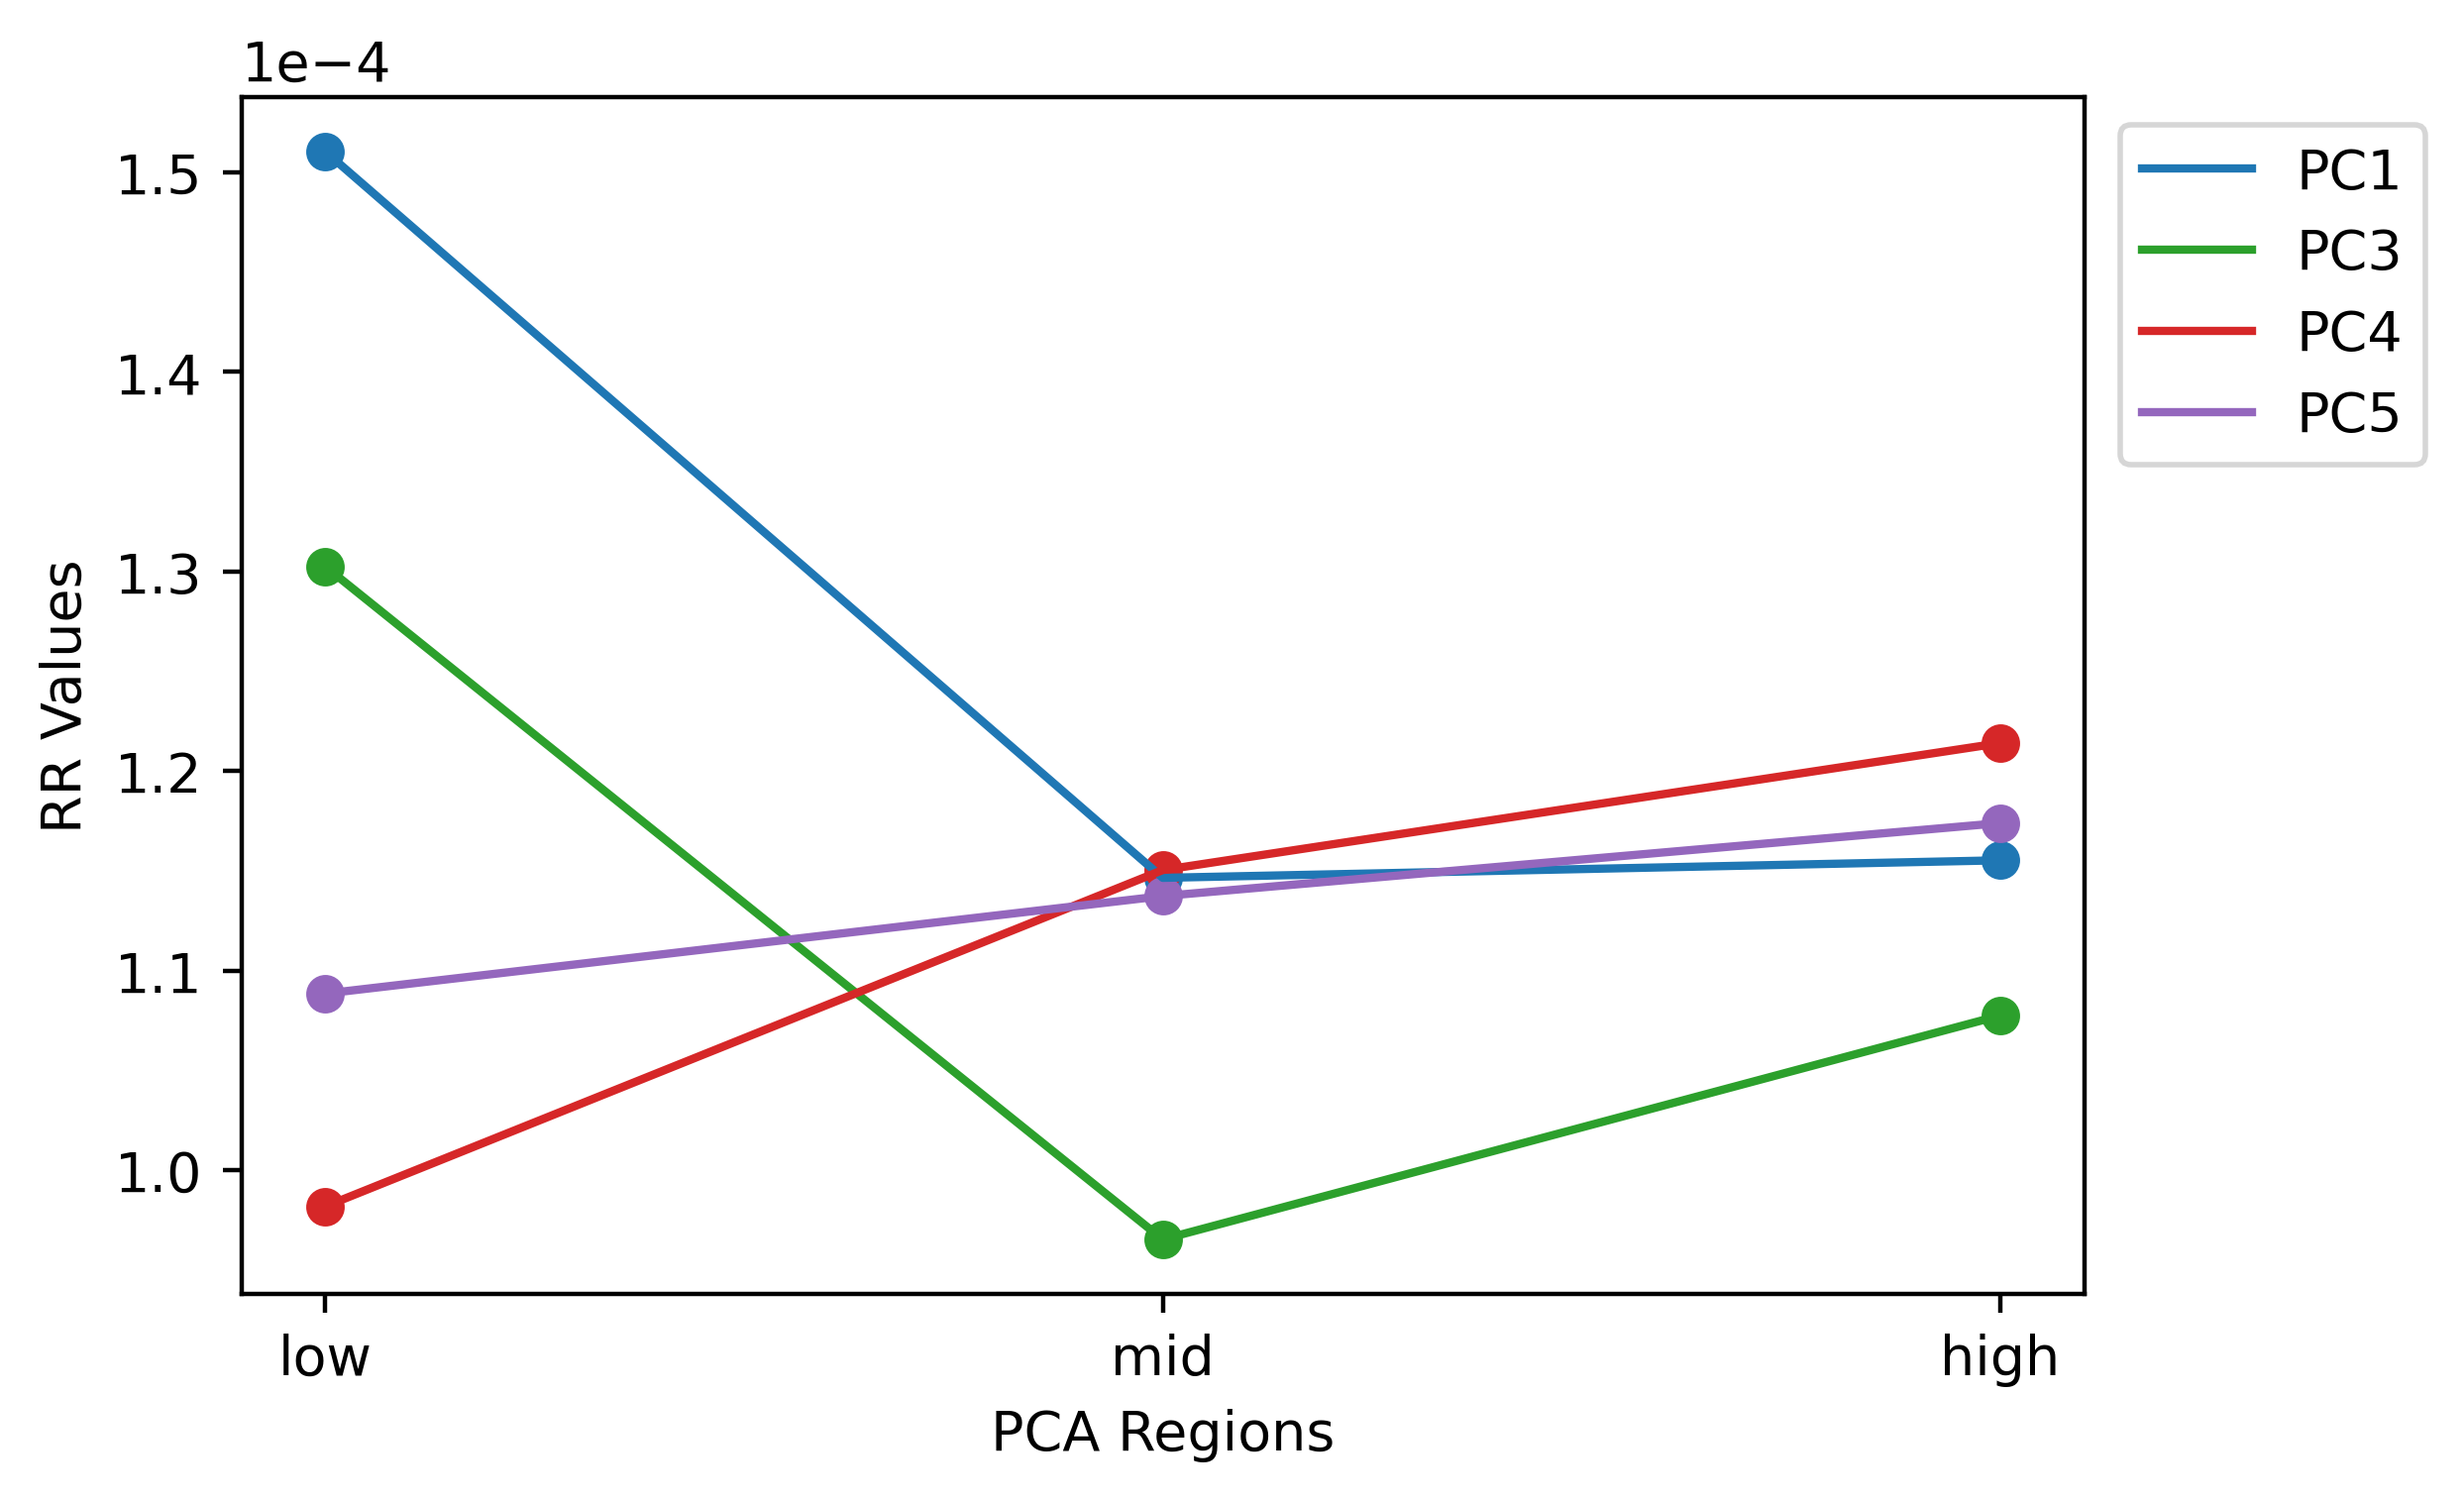 1e−4
1.5
1.4
1.3
1.2
1.1
1.0
RR Values
low mid high
PCA Regions
PC1
PC3
PC4
PC5